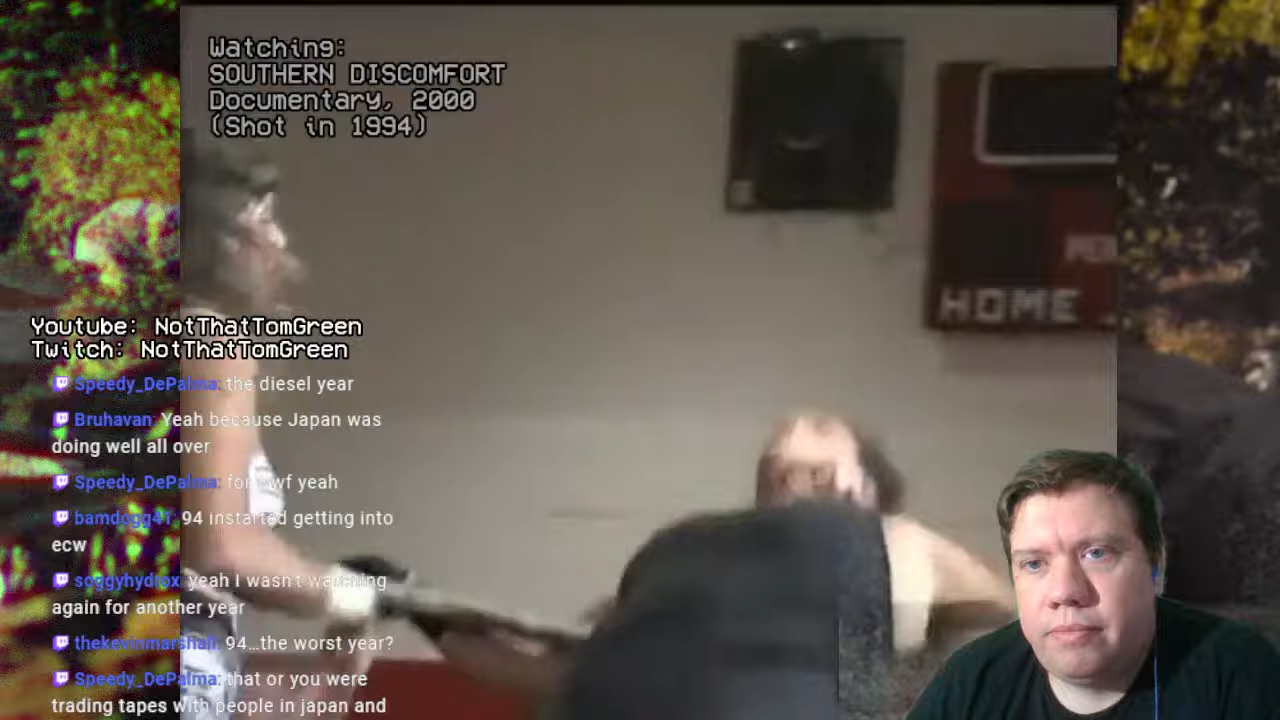 Watching:
SOUTHERN DISCOMFORT
Documentary, 2000
(Shot in 1994)
HOME
Youtube: NotThatTomGreen
Twitch: NotThatTomGreen
Speedy_DePalma: the diesel year
Bruhavan: Yeah because Japan was
doing well all over
Speedy_DePalma: for wwf yeah
bamdogg41: 94 instarted getting into
ecw
soggyhydrox: yeah I wasn't watching
again for another year
thekevinmarshall: 94...the worst year?
Speedy_DePalma: that or you were
trading tapes with people in japan and